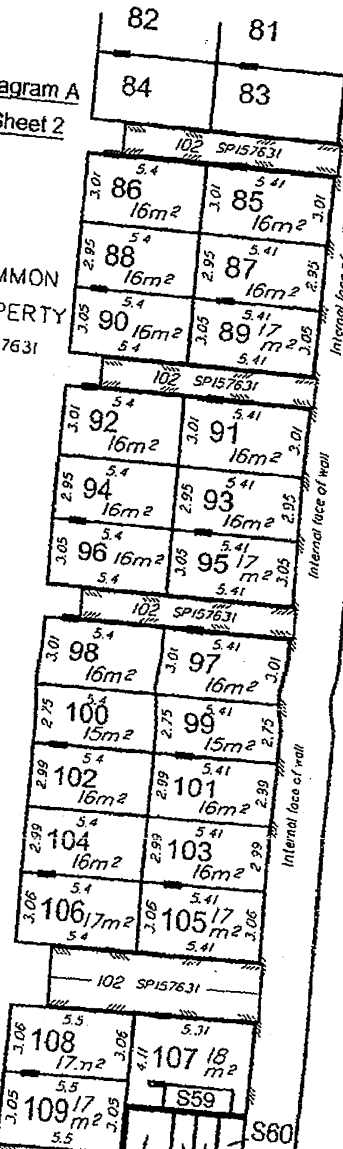 82 81
agram A
84 83
Sheet 2
102 SP157631
5.4 5.41
3.01 86 3.01 85 3.01
16m2 16m2
5.4 5.41
2.95 88 2.95 87 2.95
16m2 16m2
MMON
5.4 5.41
PERTY
3.05 90 16m2 3.05 89 17 m2 3.05
7631
5.4 5.41
Internal face of wall
102 SP157631
5.4 5.41
3.01 92 3.01 91 3.01
16m2 16m2
5.4 5.41
2.95 94 2.95 93 2.95
16m2 16m2
Internal face of wall
5.4 5.41
3.05 96 16m2 3.05 95 17 m2 3.05
5.4 5.41
102 SP157631
5.4 5.41
3.01 98 3.01 97 3.01
16m2 16m2
5.4 5.41
2.75 100 2.75 99 2.75
15m2 15m2
5.4 5.41
2.99 102 2.99 101 2.99
16m2 16m2
Internal face of wall
5.4 5.41
2.99 104 2.99 103 2.99
16m2 16m2
5.4 5.41
3.06 106 17m2 3.06 105 17 m2 3.06
5.4 5.41
102 SP157631
5.5 5.31
3.06 108 3.06 4.11 107 18 m2
17m2
5.5
S59
3.05 109 17 m2 3.05
5.5
S60